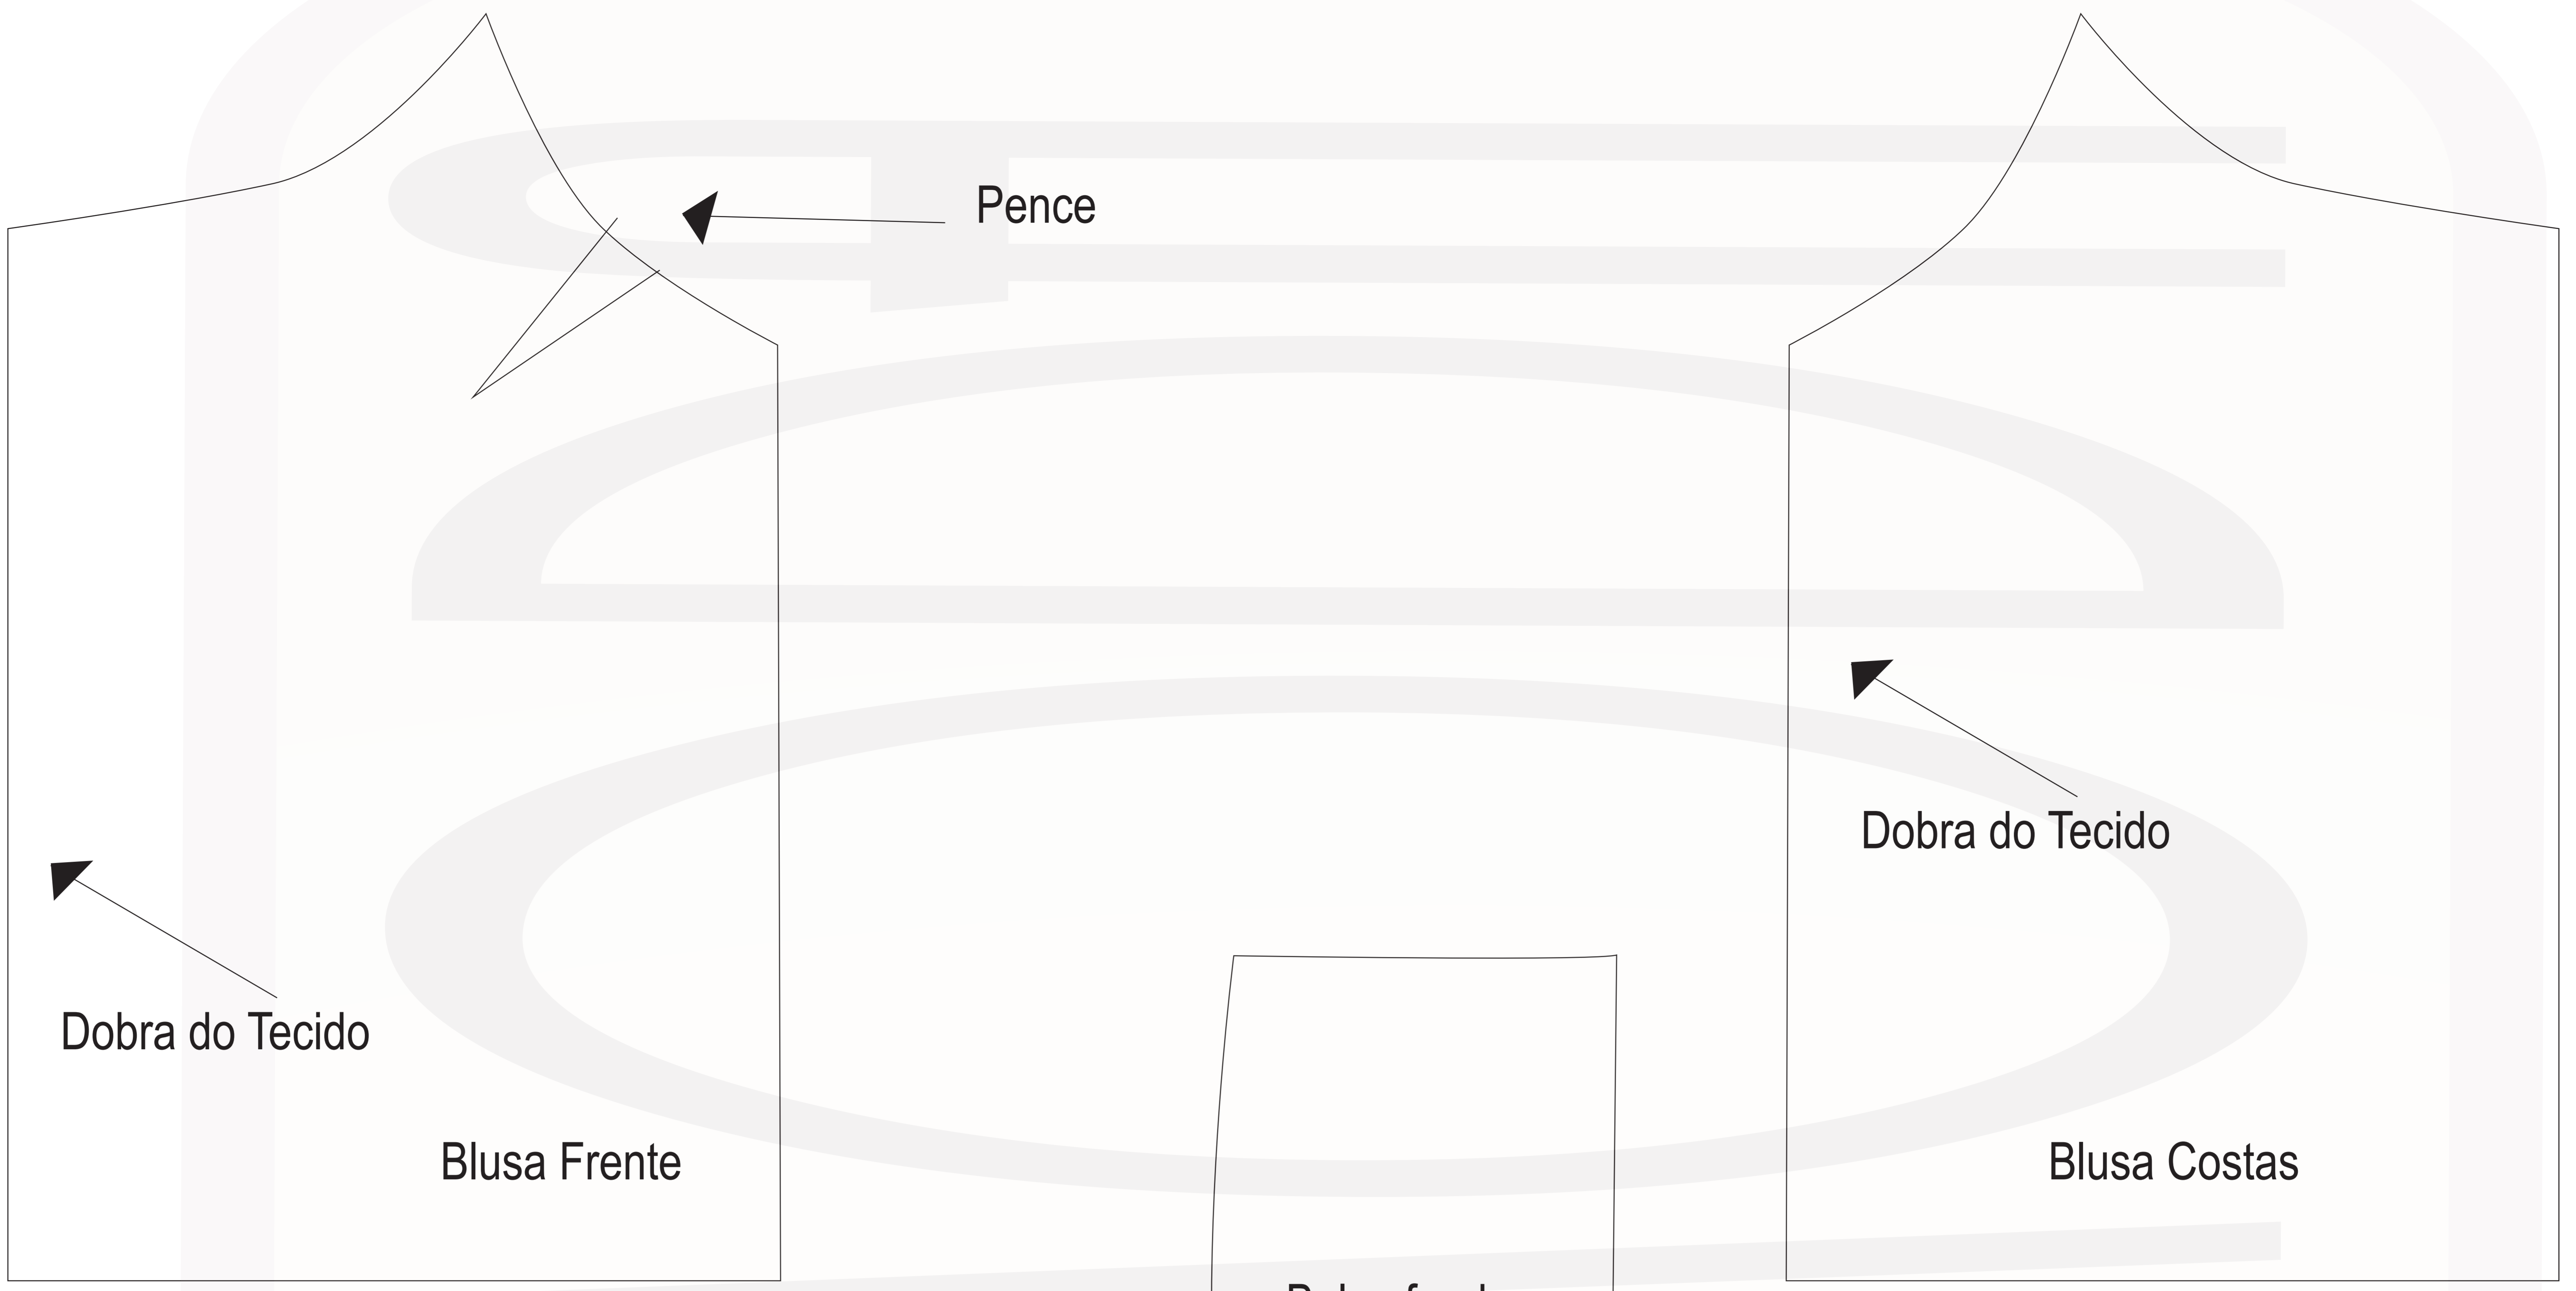 Pence
Dobra do Tecido
Dobra do Tecido
Blusa Frente
Blusa Costas